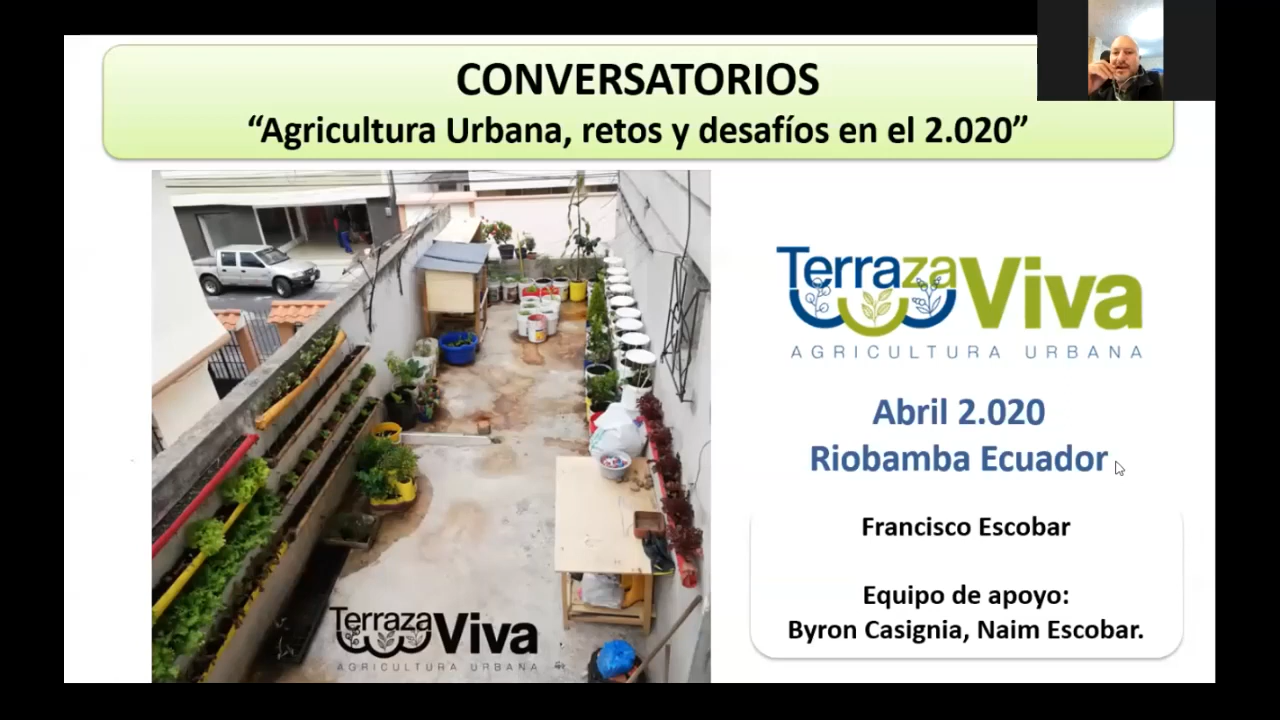 CONVERSATORIOS
“Agricultura Urbana, retos y desafíos en el 2.020”
TerrazaViva
AGRICULTURA URBANA
Abril 2.020
Riobamba Ecuador
Francisco Escobar
Equipo de apoyo:
Byron Casignia, Naim Escobar.
TerrazaViva
AGRICULTURA URBANA